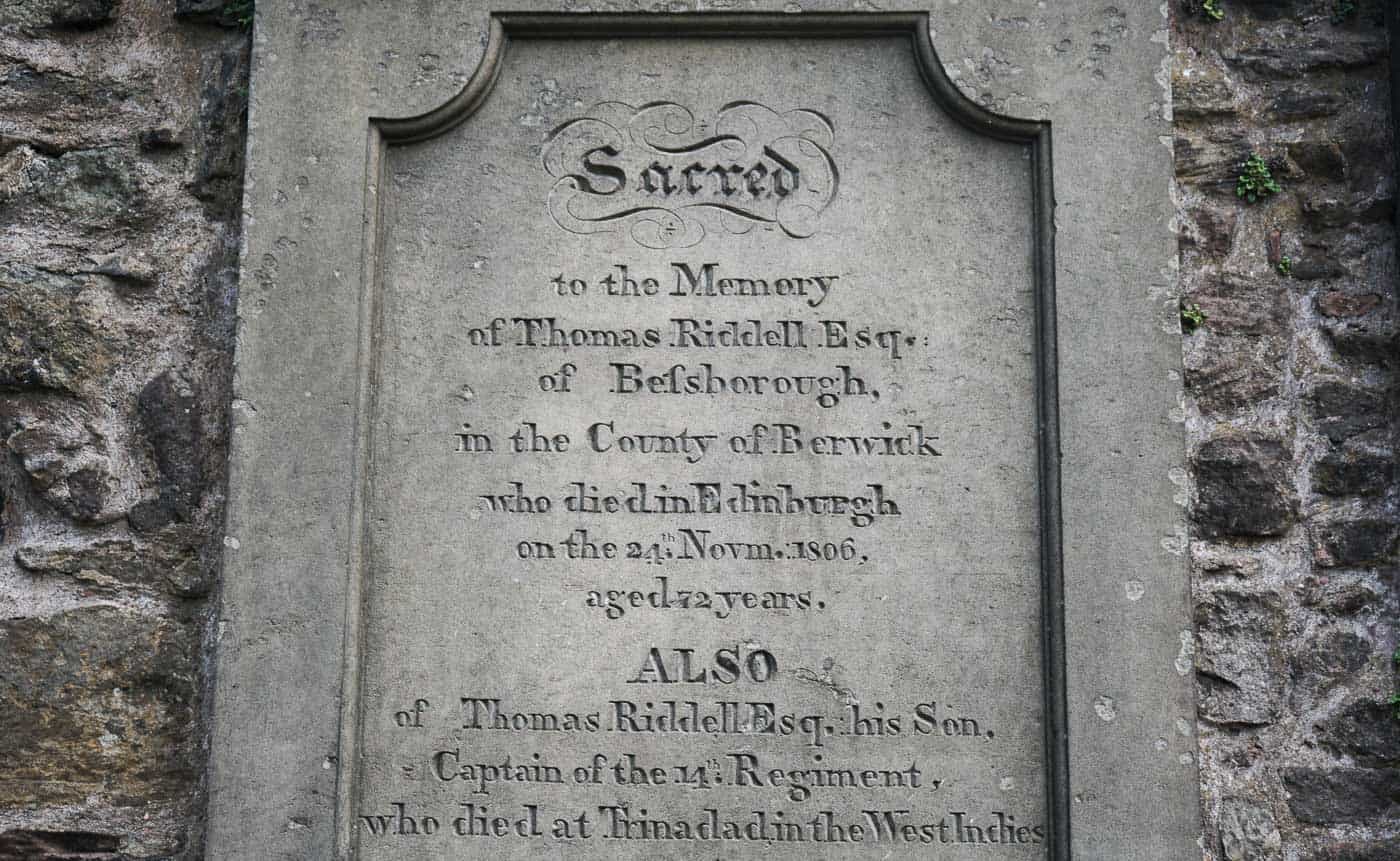 Sacred
to the Memory
of Thomas Riddell Esq.:
of Beſsborough,
in the County of Berwick
who died in Edinburgh
on the 24th. Novm.: 1806,
aged 72 years.
ALSO
of Thomas Riddell Esq.: his Son,
Captain of the 14th: Regiment,
who died at Trinadad in the West Indies